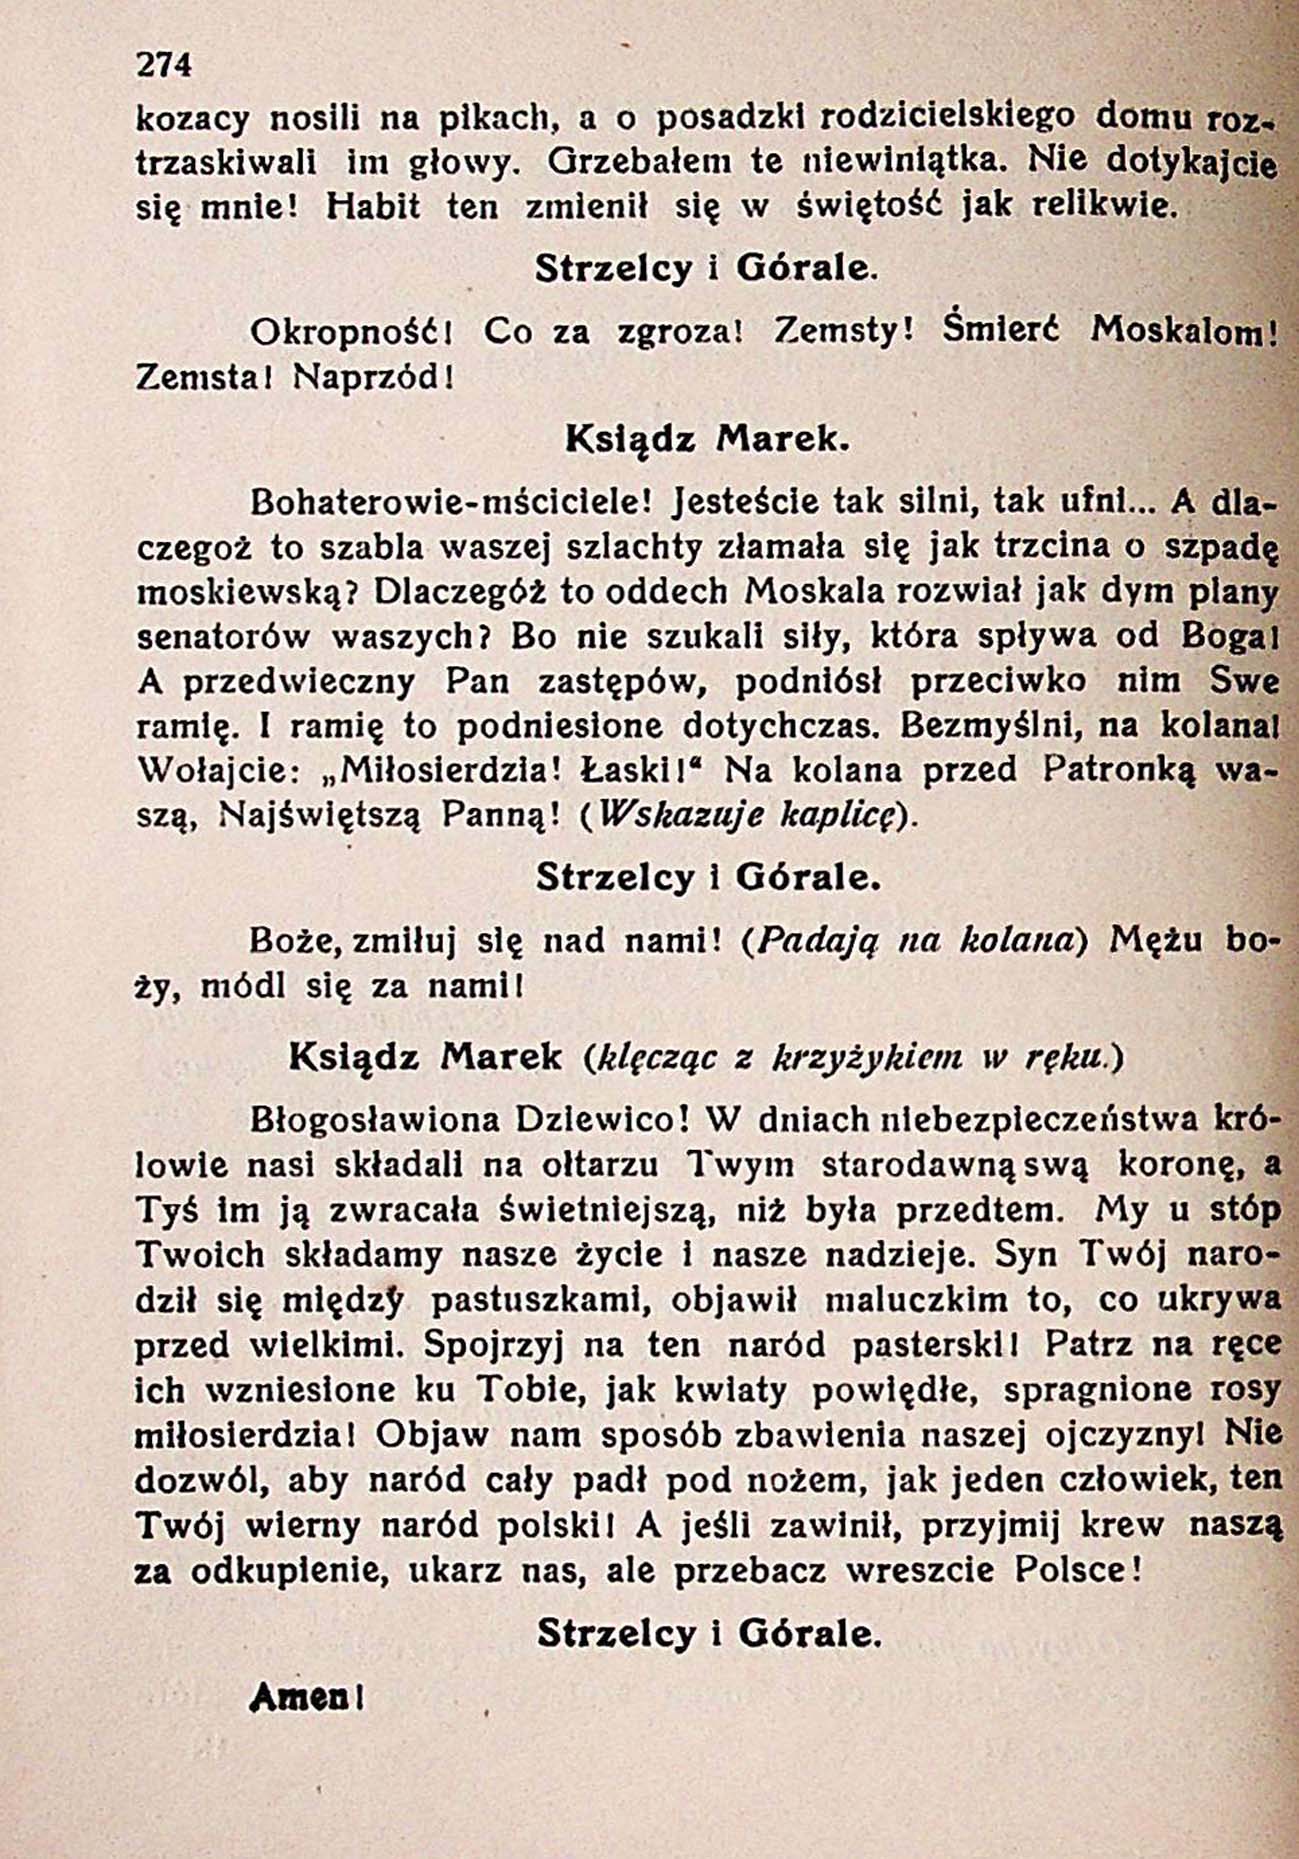 274
kozacy nosili na pikach, a o posadzki rodzicielskiego domu roz-
trzaskiwali im głowy. Grzebałem te niewiniątka. Nie dotykajcie
się mnie! Habit ten zmienił się w świętość jak relikwie.
Strzelcy i Górale.
Okropność! Co za zgroza! Zemsty! Śmierć Moskalom!
Zemsta! Naprzód!
Ksiądz Marek.
Bohaterowie-mściciele! Jesteście tak silni, tak ufni... A dla-
czegoż to szabla waszej szlachty złamała się jak trzcina o szpadę
moskiewską? Dlaczegóż to oddech Moskala rozwiał jak dym plany
senatorów waszych? Bo nie szukali siły, która spływa od Boga!
A przedwieczny Pan zastępów, podniósł przeciwko nim Swe
ramię. I ramię to podniesione dotychczas. Bezmyślni, na kolana!
Wołajcie: „Miłosierdzia! Łaski!“ Na kolana przed Patronką wa-
szą, Najświętszą Panną! (Wskazuje kaplicę).
Strzelcy i Górale.
Boże, zmiłuj się nad nami! (Padają na kolana) Mężu bo-
ży, módl się za nami!
Ksiądz Marek (klęcząc z krzyżykiem w ręku.)
Błogosławiona Dziewico! W dniach niebezpieczeństwa kró-
lowie nasi składali na ołtarzu Twym starodawną swą koronę, a
Tyś im ją zwracała świetniejszą, niż była przedtem. My u stóp
Twoich składamy nasze życie i nasze nadzieje. Syn Twój naro-
dził się między pastuszkami, objawił maluczkim to, co ukrywa
przed wielkimi. Spojrzyj na ten naród pasterski! Patrz na ręce
ich wzniesione ku Tobie, jak kwiaty powiędłe, spragnione rosy
miłosierdzia! Objaw nam sposób zbawienia naszej ojczyzny! Nie
dozwól, aby naród cały padł pod nożem, jak jeden człowiek, ten
Twój wierny naród polski! A jeśli zawinił, przyjmij krew naszą
za odkupienie, ukarz nas, ale przebacz wreszcie Polsce!
Strzelcy i Górale.
Amen!